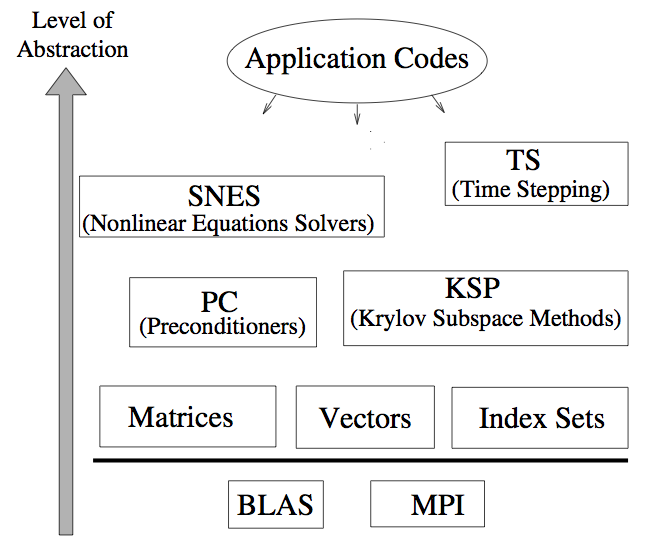 Level of
Abstraction
Application Codes
TS
(Time Stepping)
SNES
(Nonlinear Equations Solvers)
PC
(Preconditioners)
KSP
(Krylov Subspace Methods)
Matrices
Vectors
Index Sets
BLAS
MPI